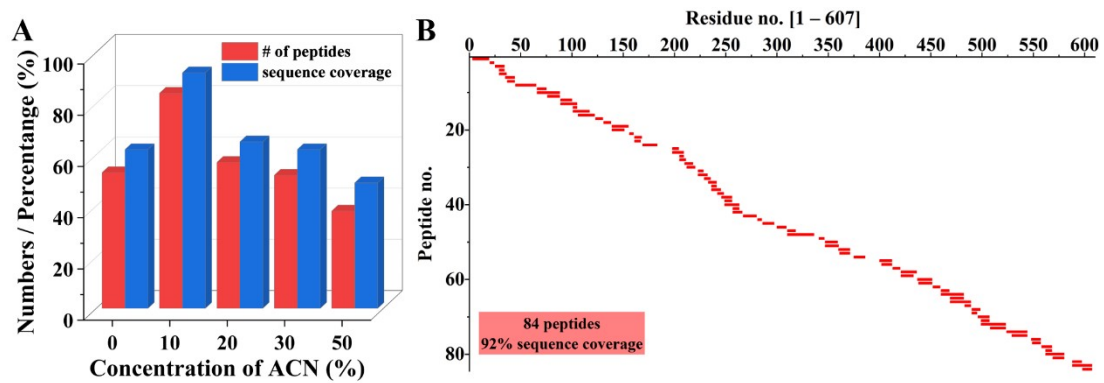 A
# of peptides
sequence coverage
Numbers / Percentange (%)
100
80
60
40
20
0
0 10 20 30 50
Concentration of ACN (%)
B
Residue no. [1 – 607]
0 50 100 150 200 250 300 350 400 450 500 550 600
Peptide no.
20
40
60
80
84 peptides
92% sequence coverage